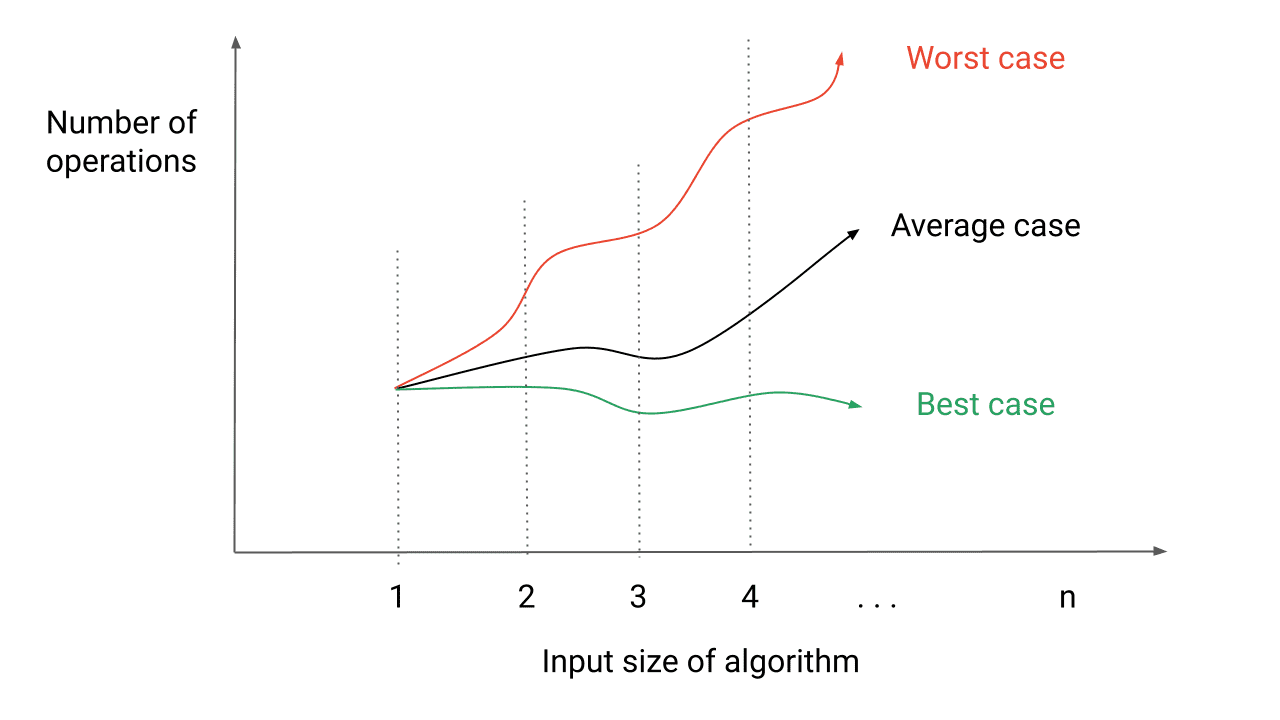 Worst case
Number of
operations
Average case
Best case
1 2 3 4 . . . n
Input size of algorithm